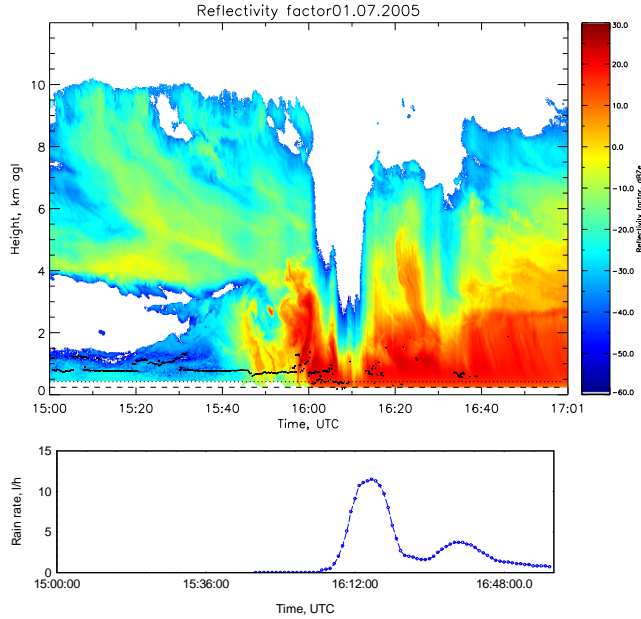 Reflectivity factor01.07.2005
Height, km agl
10
8
6
4
2
0
15:00 15:20 15:40 16:00 16:20 16:40 17:01
Time, UTC
30.0
20.0
10.0
0.0
-10.0
-20.0
-30.0
-40.0
-50.0
-60.0
Reflectivity factor, dBZe
Rain rate, l/h
15
10
5
0
15:00:00 15:36:00 16:12:00 16:48:00.0
Time, UTC